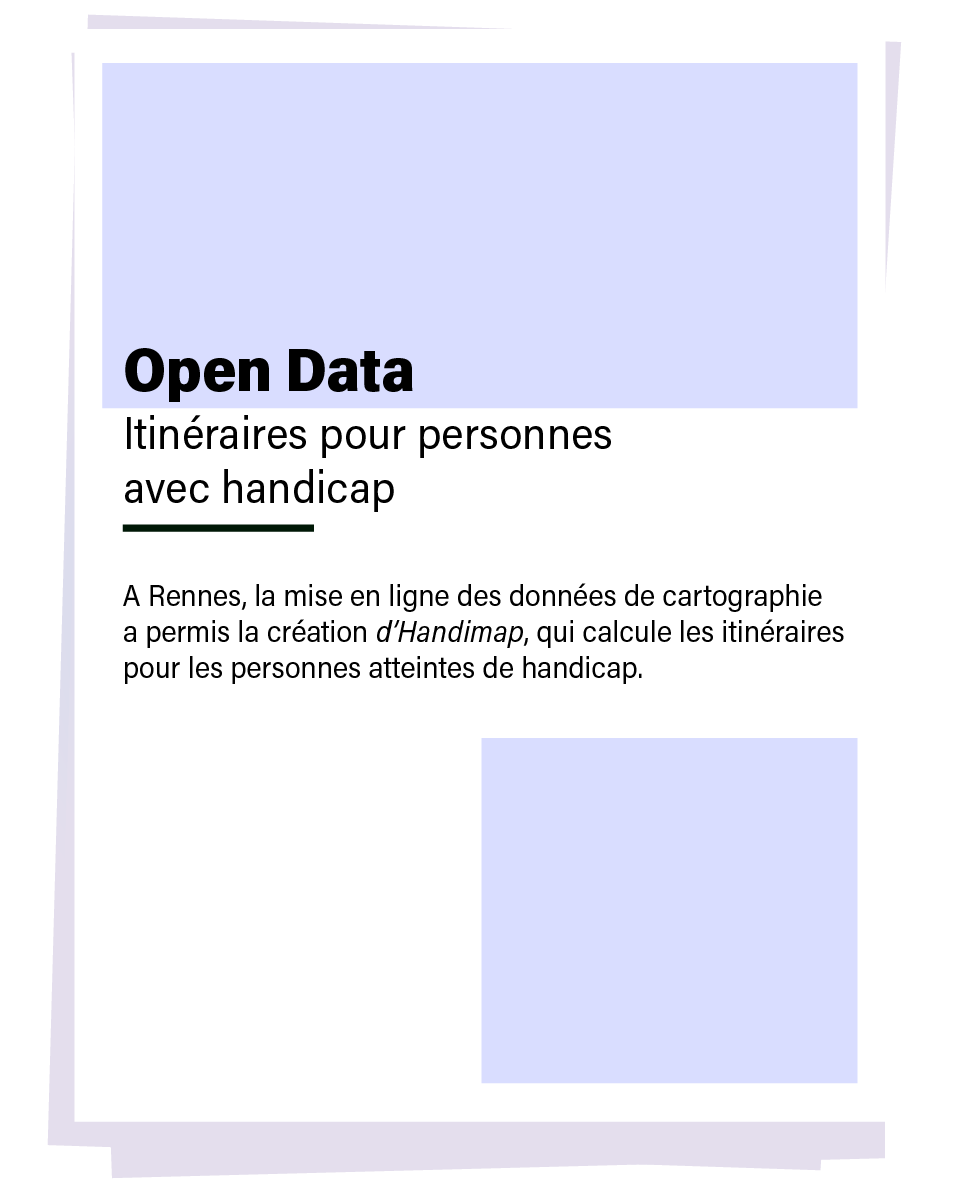 Open Data
Itinéraires pour personnes
avec handicap
A Rennes, la mise en ligne des données de cartographie
a permis la création d’Handimap, qui calcule les itinéraires
pour les personnes atteintes de handicap.